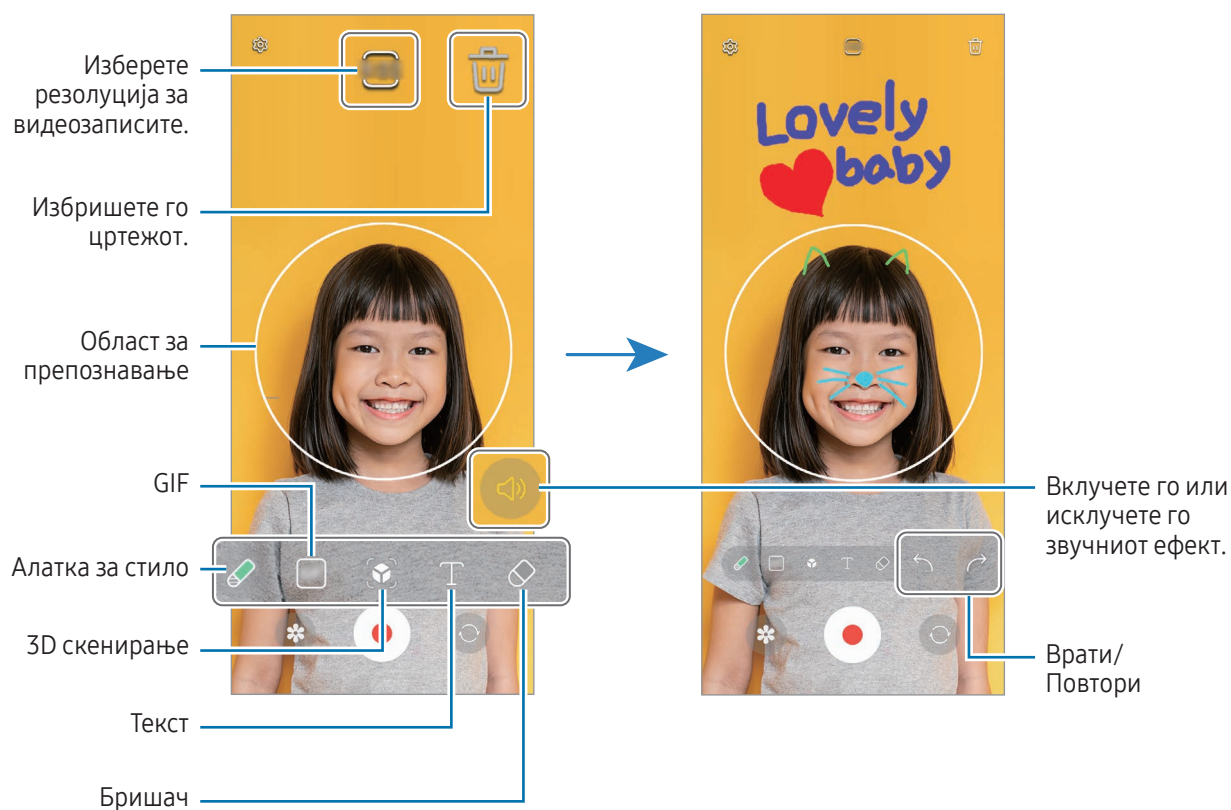 Изберете
резолуција за
видеозаписите.
Избришете го
цртежот.
Област за
препознавање
GIF
Алатка за стило
3D скенирање
Текст
Бришач
Lovely
baby
Вклучете го или
исклучете го
звучниот ефект.
Врати/
Повтори